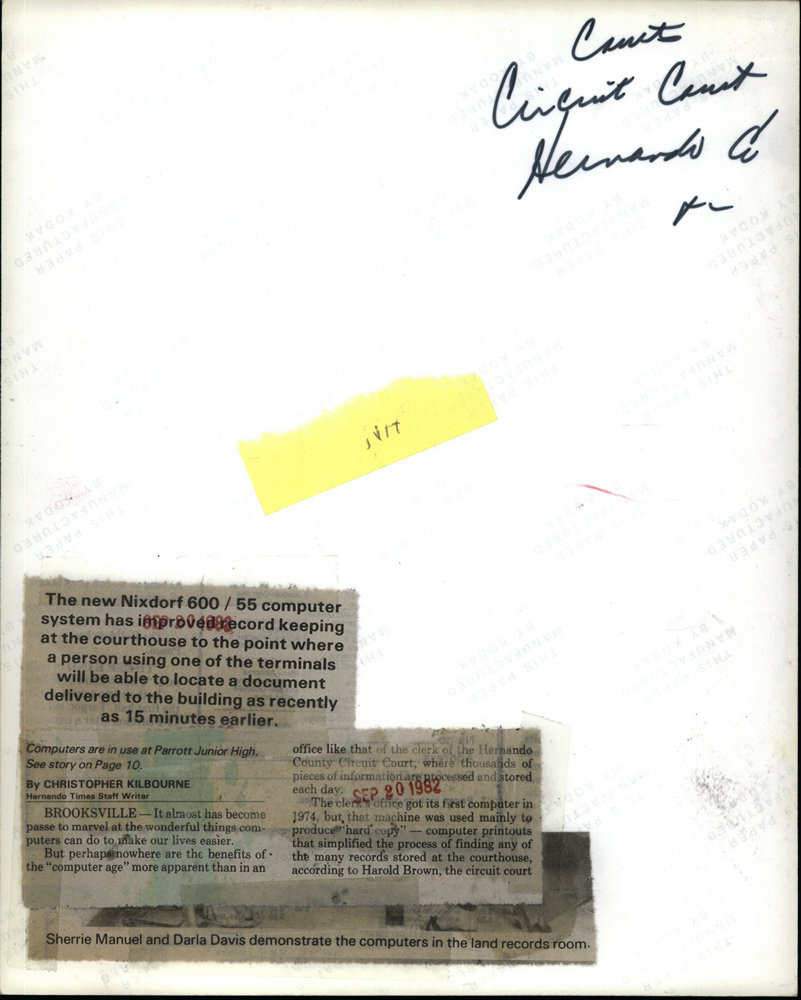 Court
Circuit Court
Hernando Co
THIS PAPER
MANUFACTURED
BY KODAK
The new Nixdorf 600 / 55 computer
system has improved record keeping
at the courthouse to the point where
a person using one of the terminals
will be able to locate a document
delivered to the building as recently
as 15 minutes earlier.
SEP 20 1982
Computers are in use at Parrott Junior High.
See story on Page 10.
By CHRISTOPHER KILBOURNE
Hernando Times Staff Writer
BROOKSVILLE — It almost has become
passe to marvel at the wonderful things com-
puters can do to make our lives easier.
But perhaps nowhere are the benefits of
the "computer age" more apparent than in an
office like that of the clerk of the Hernando
County Circuit Court, where thousands of
pieces of information are processed and stored
each day.
SEP 20 1982
The clerk's office got its first computer in
1974, but that machine was used mainly to
produce "hard copy" — computer printouts
that simplified the process of finding any of
the many records stored at the courthouse,
according to Harold Brown, the circuit court
Sherrie Manuel and Darla Davis demonstrate the computers in the land records room.